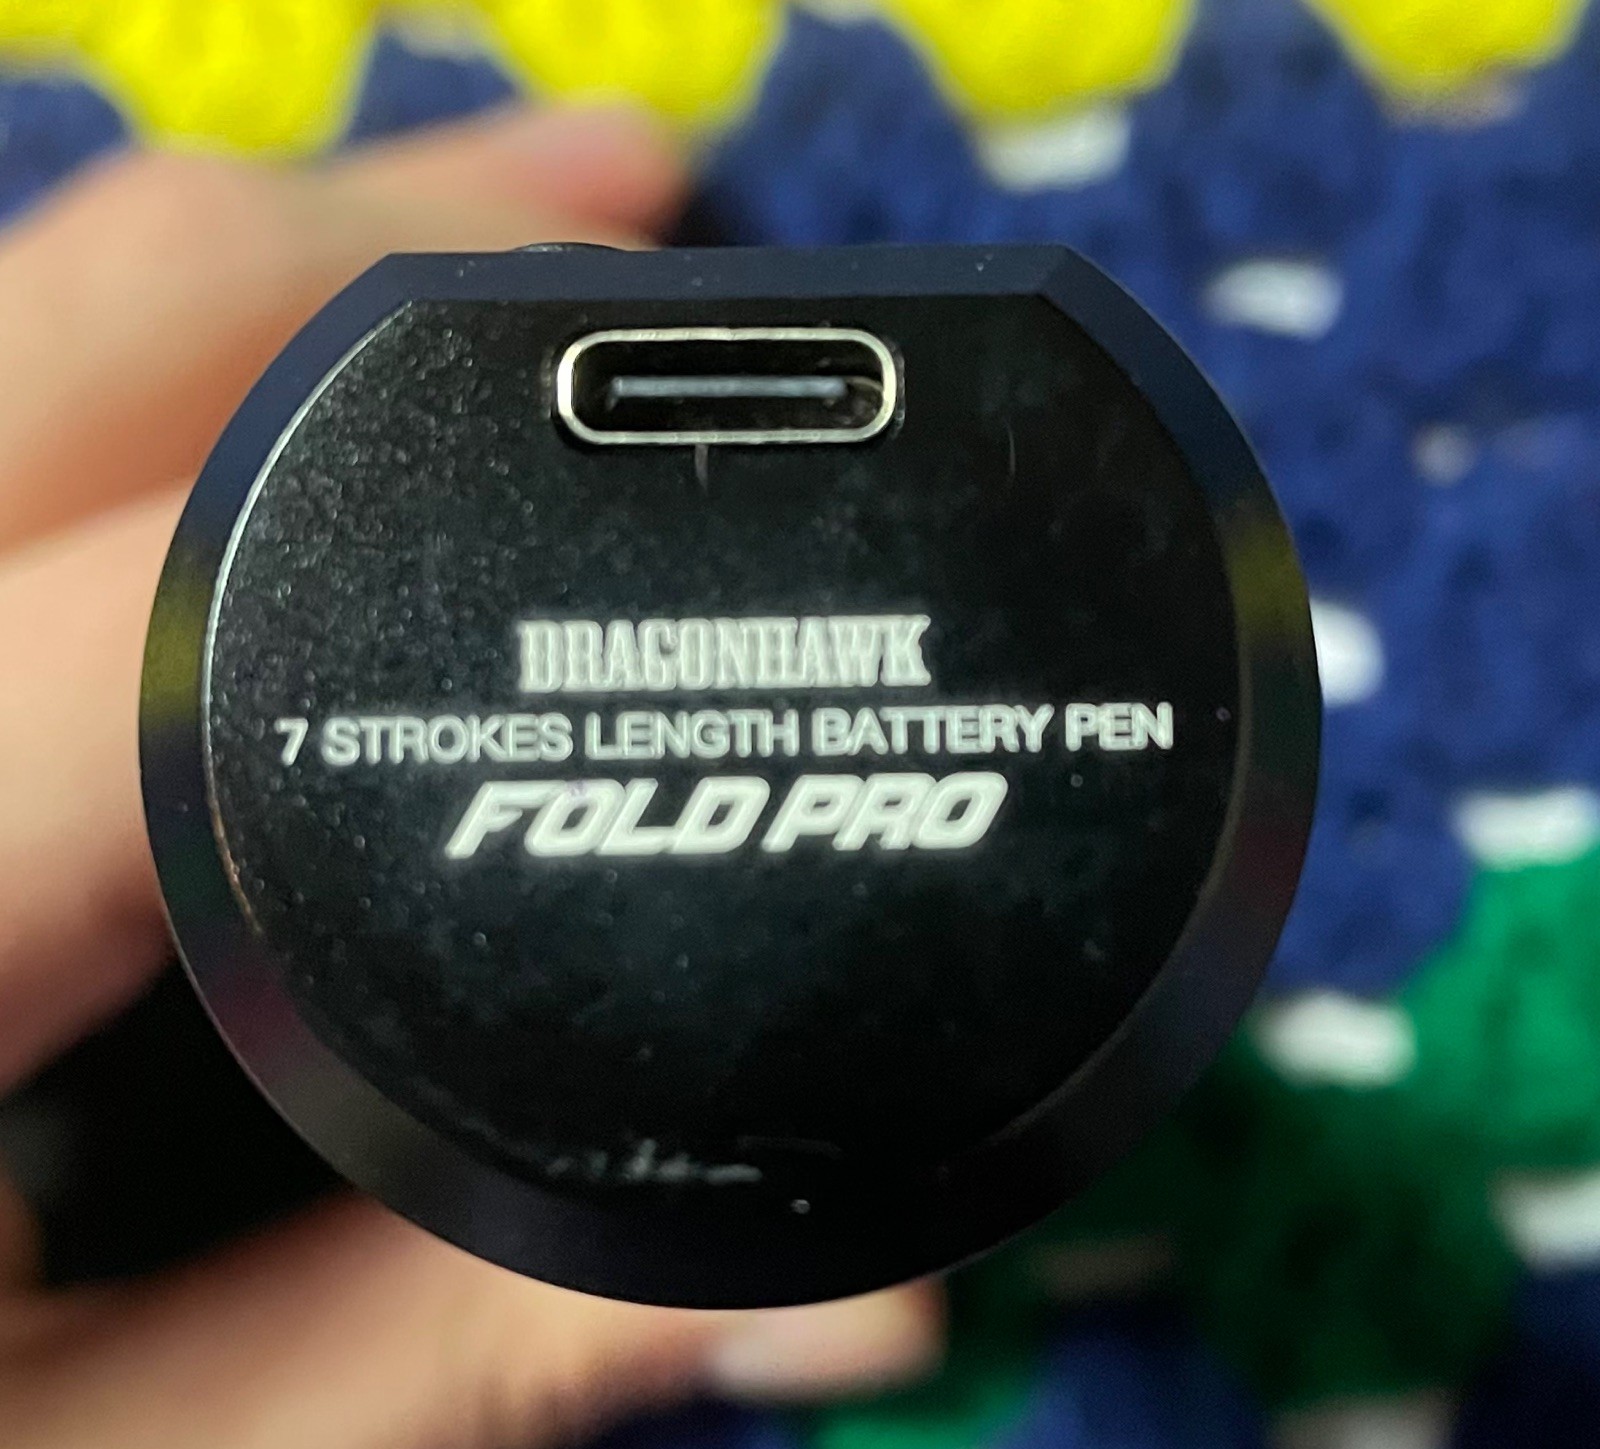 DRAGONHAWK
7 STROKES LENGTH BATTERY PEN
FOLD PRO